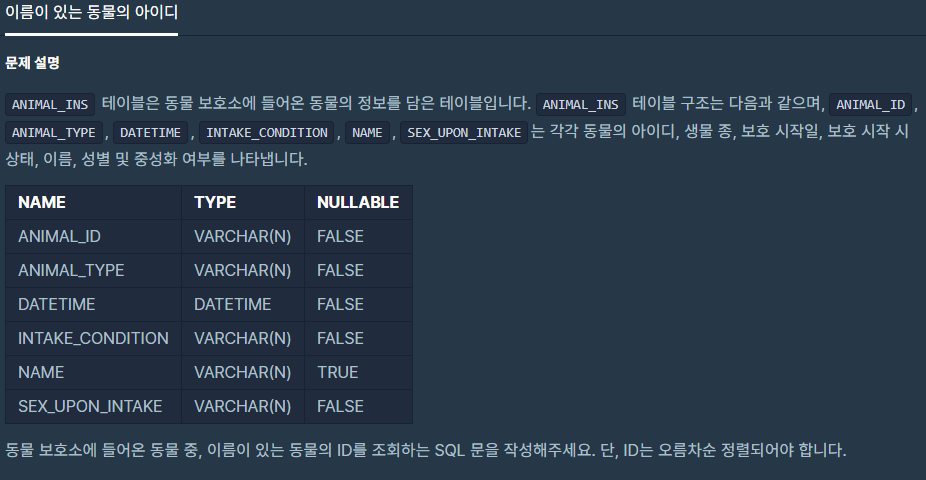 이름이 있는 동물의 아이디
문제 설명
ANIMAL_INS 테이블은 동물 보호소에 들어온 동물의 정보를 담은 테이블입니다. ANIMAL_INS 테이블 구조는 다음과 같으며, ANIMAL_ID ,
ANIMAL_TYPE , DATETIME , INTAKE_CONDITION , NAME , SEX_UPON_INTAKE 는 각각 동물의 아이디, 생물 종, 보호 시작일, 보호 시작 시
상태, 이름, 성별 및 중성화 여부를 나타냅니다.
NAME TYPE NULLABLE
ANIMAL_ID VARCHAR(N) FALSE
ANIMAL_TYPE VARCHAR(N) FALSE
DATETIME DATETIME FALSE
INTAKE_CONDITION VARCHAR(N) FALSE
NAME VARCHAR(N) TRUE
SEX_UPON_INTAKE VARCHAR(N) FALSE
동물 보호소에 들어온 동물 중, 이름이 있는 동물의 ID를 조회하는 SQL 문을 작성해주세요. 단, ID는 오름차순 정렬되어야 합니다.